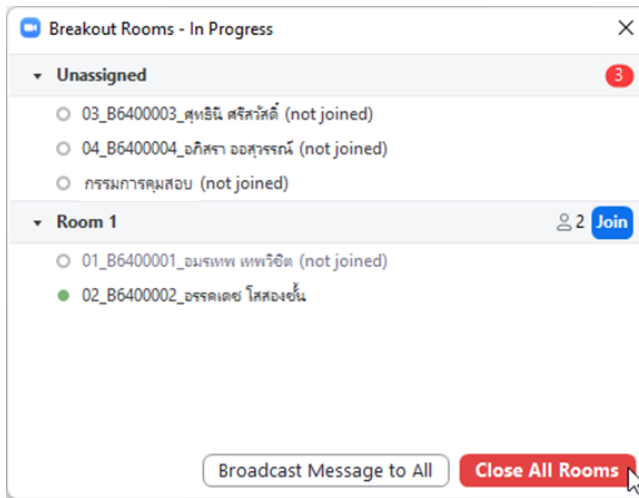 Breakout Rooms - In Progress
Unassigned 3
03_B6400003_ศุทธินี ศรีสวัสดิ์ (not joined)
04_B6400004_อภิสรา ออสุวรรณ์ (not joined)
กรรมการคุมสอบ (not joined)
Room 1 2 Join
01_B6400001_อมรเทพ เทพวิชิต (not joined)
02_B6400002_อรรคเดช โสสองชั้น
Broadcast Message to All Close All Rooms